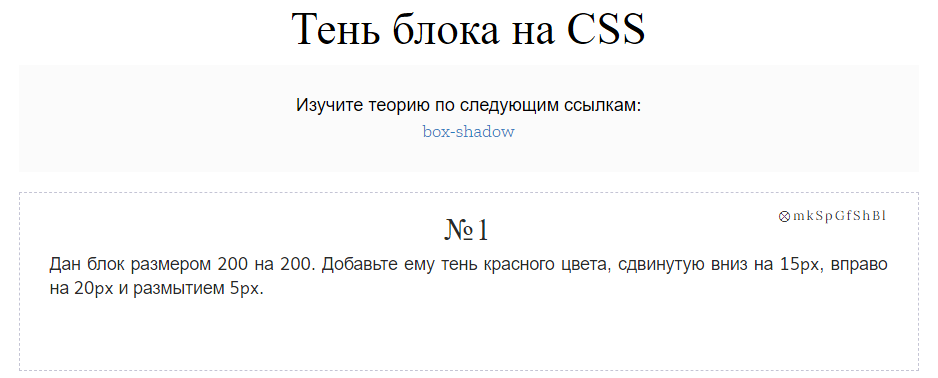 Тень блока на CSS
Изучите теорию по следующим ссылкам:
box-shadow
⊗mkSpGfShBl
№1
Дан блок размером 200 на 200. Добавьте ему тень красного цвета, сдвинутую вниз на 15px, вправо
на 20px и размытием 5px.